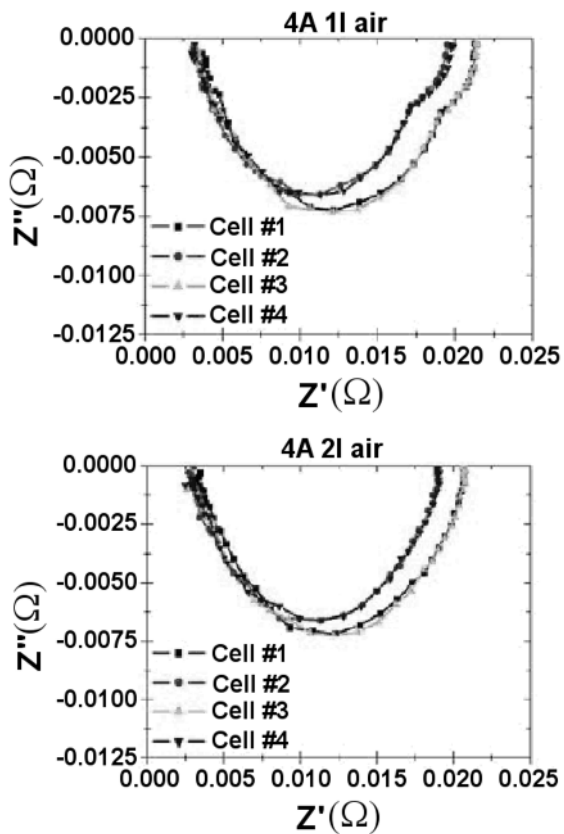 4A 1l air
0.0000
-0.0025
-0.0050
-0.0075
-0.0100
-0.0125
Z''(Ω)
Cell #1
Cell #2
Cell #3
Cell #4
0.000 0.005 0.010 0.015 0.020 0.025
Z'(Ω)
4A 2l air
0.0000
-0.0025
-0.0050
-0.0075
-0.0100
-0.0125
Z''(Ω)
Cell #1
Cell #2
Cell #3
Cell #4
0.000 0.005 0.010 0.015 0.020 0.025
Z'(Ω)